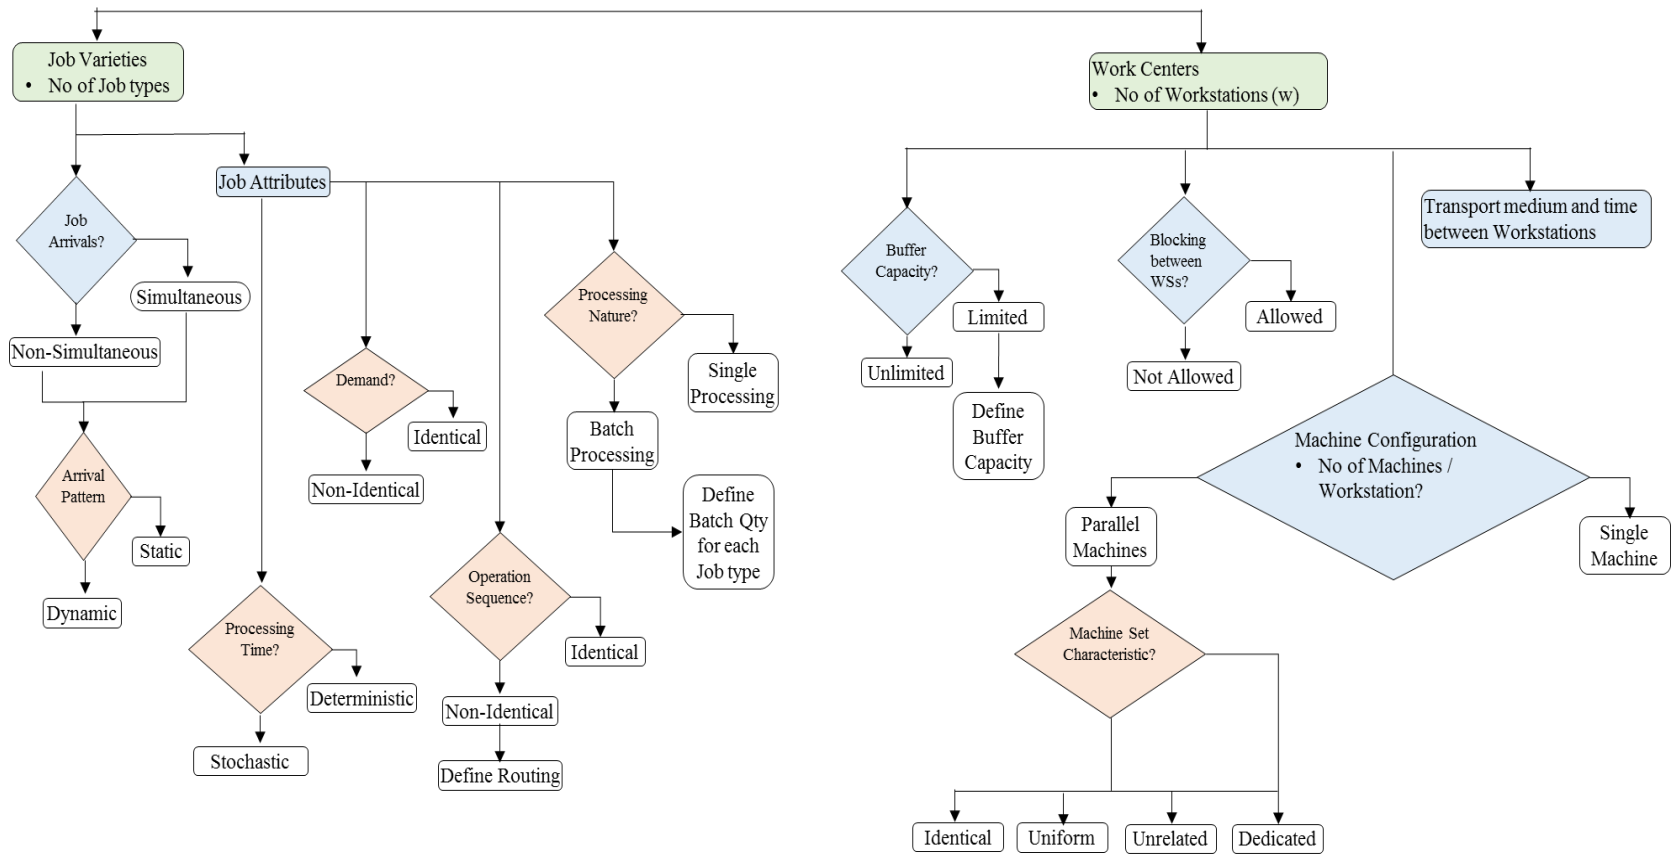 Job Varieties
• No of Job types
Work Centers
• No of Workstations (w)
Job Attributes
Job
Arrivals?
Simultaneous
Non-Simultaneous
Arrival
Pattern
Static
Dynamic
Processing
Time?
Deterministic
Stochastic
Demand?
Identical
Non-Identical
Operation
Sequence?
Identical
Non-Identical
Define Routing
Processing
Nature?
Single
Processing
Batch
Processing
Define
Batch Qty
for each
Job type
Buffer
Capacity?
Limited
Unlimited
Define
Buffer
Capacity
Blocking
between
WSs?
Allowed
Not Allowed
Transport medium and time
between Workstations
Machine Configuration
• No of Machines /
Workstation?
Parallel
Machines
Single
Machine
Machine Set
Characteristic?
Identical
Uniform
Unrelated
Dedicated